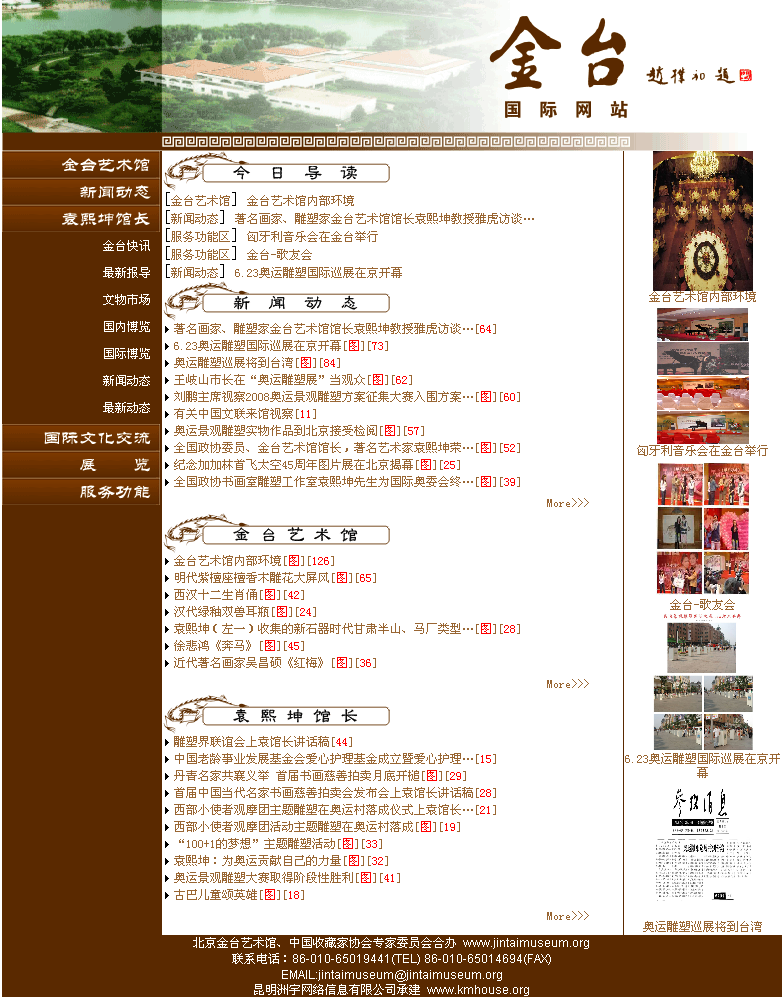 金台
趙樸初 題
国际网站
金台艺术馆
新闻动态
袁熙坤馆长
金台快讯
最新报导
文物市场
国内博览
国际博览
新闻动态
最新动态
国际文化交流
展 览
服务功能
今日导读
[金台艺术馆] 金台艺术馆内部环境
[新闻动态] 著名画家、雕塑家金台艺术馆馆长袁熙坤教授雅虎访谈…
[服务功能区] 匈牙利音乐会在金台举行
[服务功能区] 金台-歌友会
[新闻动态] 6.23奥运雕塑国际巡展在京开幕
新闻动态
著名画家、雕塑家金台艺术馆馆长袁熙坤教授雅虎访谈…[64]
6.23奥运雕塑国际巡展在京开幕[图][73]
奥运雕塑巡展将到台湾[图][84]
王岐山市长在“奥运雕塑展”当观众[图][62]
刘鹏主席视察2008奥运景观雕塑方案征集大赛入围方案…[图][60]
有关中国文联来馆视察[11]
奥运景观雕塑实物作品到北京接受检阅[图][57]
全国政协委员、金台艺术馆馆长，著名艺术家袁熙坤荣…[图][52]
纪念加加林首飞太空45周年图片展在北京揭幕[图][25]
全国政协书画室雕塑工作室袁熙坤先生为国际奥委会终…[图][39]
More>>>
金台艺术馆
金台艺术馆内部环境[图][126]
明代紫檀座檀香木雕花大屏风[图][65]
西汉十二生肖俑[图][42]
汉代绿釉双兽耳瓶[图][24]
袁熙坤（左一）收集的新石器时代甘肃半山、马厂类型…[图][28]
徐悲鸿《奔马》[图][45]
近代著名画家吴昌硕《红梅》[图][36]
More>>>
袁熙坤馆长
雕塑界联谊会上袁馆长讲话稿[44]
中国老龄事业发展基金会爱心护理基金成立暨爱心护理…[15]
丹青名家共襄义举 首届书画慈善拍卖月底开槌[图][29]
首届中国当代名家书画慈善拍卖会发布会上袁馆长讲话稿[28]
西部小使者观摩团主题雕塑在奥运村落成仪式上袁馆长…[21]
西部小使者观摩团活动主题雕塑在奥运村落成[图][19]
“100+1的梦想”主题雕塑活动[图][33]
袁熙坤：为奥运贡献自己的力量[图][32]
奥运景观雕塑大赛取得阶段性胜利[图][41]
古巴儿童颂英雄[图][18]
More>>>
金台艺术馆内部环境
匈牙利音乐会在金台举行
金台-歌友会
6.23奥运雕塑国际巡展在京开
幕
参攷消息
奥运雕塑巡展将到台湾
北京金台艺术馆、中国收藏家协会专家委员会合办 www.jintaimuseum.org
联系电话：86-010-65019441(TEL) 86-010-65014694(FAX)
EMAIL:jintaimuseum@jintaimuseum.org
昆明洲宇网络信息有限公司承建 www.kmhouse.org